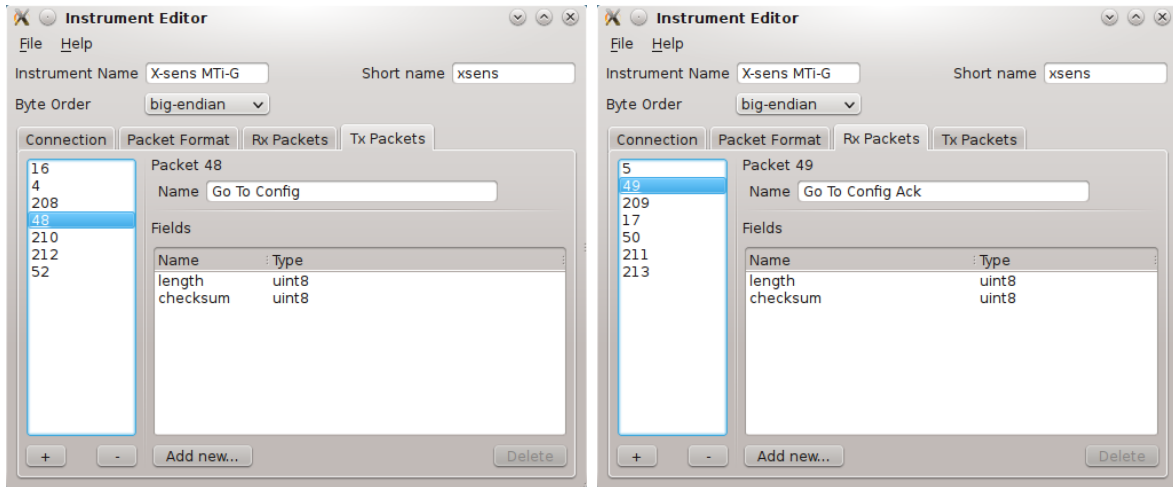 Instrument Editor
File Help
Instrument Name X-sens MTi-G Short name xsens
Byte Order big-endian
Connection Packet Format Rx Packets Tx Packets
16
4
208
48
210
212
52
Packet 48
Name Go To Config
Fields
Name Type
length uint8
checksum uint8
+ - Add new... Delete
Instrument Editor
File Help
Instrument Name X-sens MTi-G Short name xsens
Byte Order big-endian
Connection Packet Format Rx Packets Tx Packets
5
49
209
17
50
211
213
Packet 49
Name Go To Config Ack
Fields
Name Type
length uint8
checksum uint8
+ - Add new... Delete